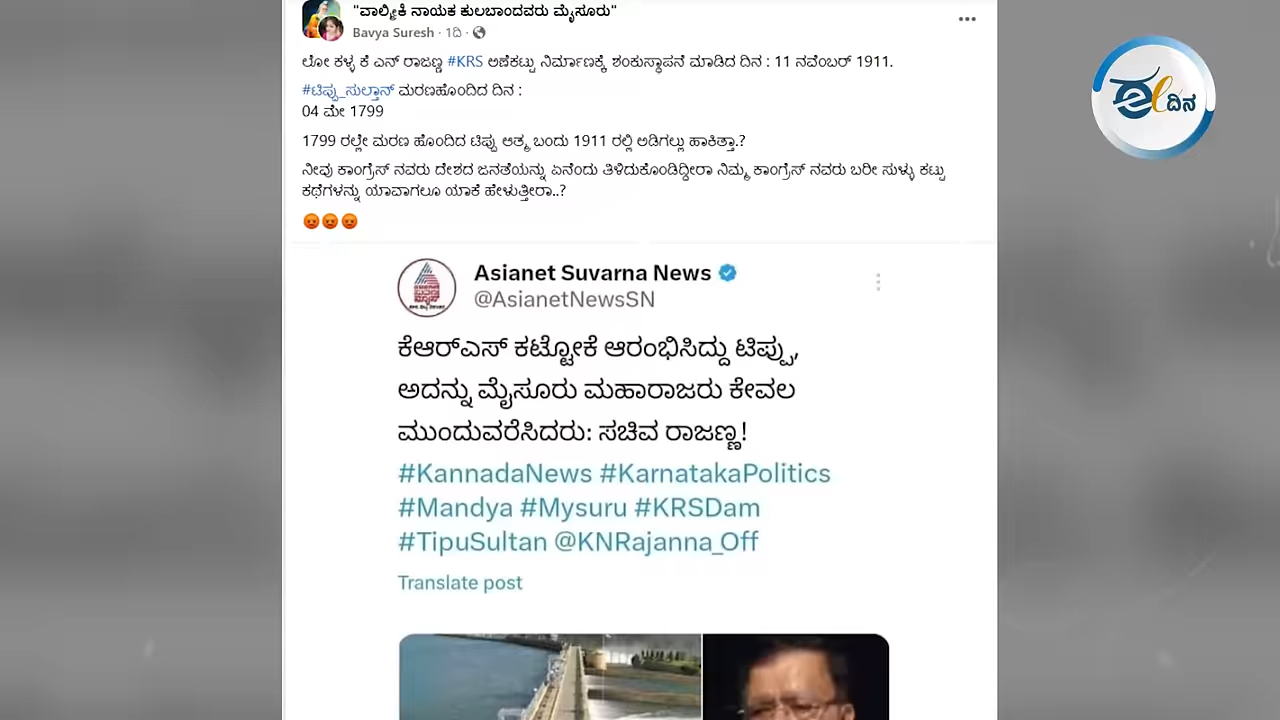 "ವಾಲ್ಮೀಕಿ ನಾಯಕ ಕುಲಬಾಂದವರು ಮೈಸೂರು"
Bavya Suresh · 1ದಿ ·
ಲೋ ಕಳ್ಳ ಕೆ ಎನ್ ರಾಜಣ್ಣ #KRS ಅಣೆಕಟ್ಟು ನಿರ್ಮಾಣಕ್ಕೆ ಶಂಕುಸ್ಥಾಪನೆ ಮಾಡಿದ ದಿನ : 11 ನವೆಂಬರ್ 1911.
#ಟಿಪ್ಪು_ಸುಲ್ತಾನ್ ಮರಣಹೊಂದಿದ ದಿನ :
04 ಮೇ 1799
1799 ರಲ್ಲೇ ಮರಣ ಹೊಂದಿದ ಟಿಪ್ಪು ಆತ್ಮ ಬಂದು 1911 ರಲ್ಲಿ ಅಡಿಗಲ್ಲು ಹಾಕಿತ್ತಾ.?
ನೀವು ಕಾಂಗ್ರೆಸ್ ನವರು ದೇಶದ ಜನತೆಯನ್ನು ಏನೆಂದು ತಿಳಿದುಕೊಂಡಿದ್ದೀರಾ ನಿಮ್ಮ ಕಾಂಗ್ರೆಸ್ ನವರು ಬರೀ ಸುಳ್ಳು ಕಟ್ಟು
ಕಥೆಗಳನ್ನು ಯಾವಾಗಲೂ ಯಾಕೆ ಹೇಳುತ್ತೀರಾ..?
😡😡😡
ದಿನ
Asianet Suvarna News
@AsianetNewsSN
ಕೆಆರ್‌ಎಸ್ ಕಟ್ಟೋಕೆ ಆರಂಭಿಸಿದ್ದು ಟಿಪ್ಪು,
ಅದನ್ನು ಮೈಸೂರು ಮಹಾರಾಜರು ಕೇವಲ
ಮುಂದುವರೆಸಿದರು: ಸಚಿವ ರಾಜಣ್ಣ!
#KannadaNews #KarnatakaPolitics
#Mandya #Mysuru #KRSDam
#TipuSultan @KNRajanna_Off
Translate post